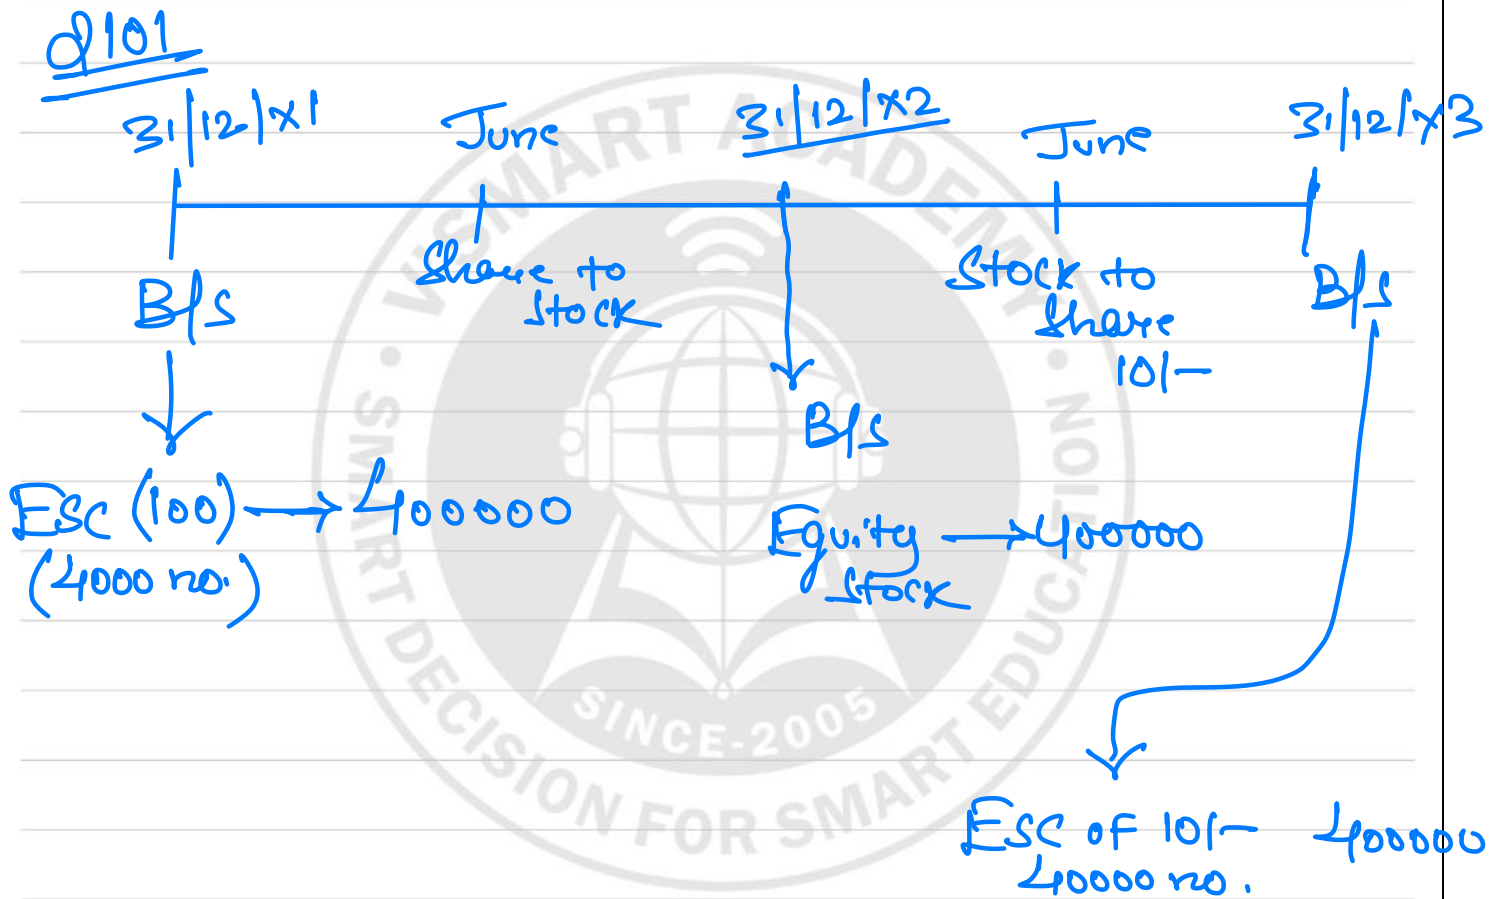 Q101
31/12/X1 June 31/12/X2 June 31/12/X3
Share to
Stock
Stock to
Share
10/-
B/S
B/S
B/S
ESC (100) → 400000
(4000 no.)
Equity → 400000
Stock
ESC of 10/- 400000
40000 no.
VISMART ACADEMY • SMART DECISION FOR SMART EDUCATION •
SINCE-2005